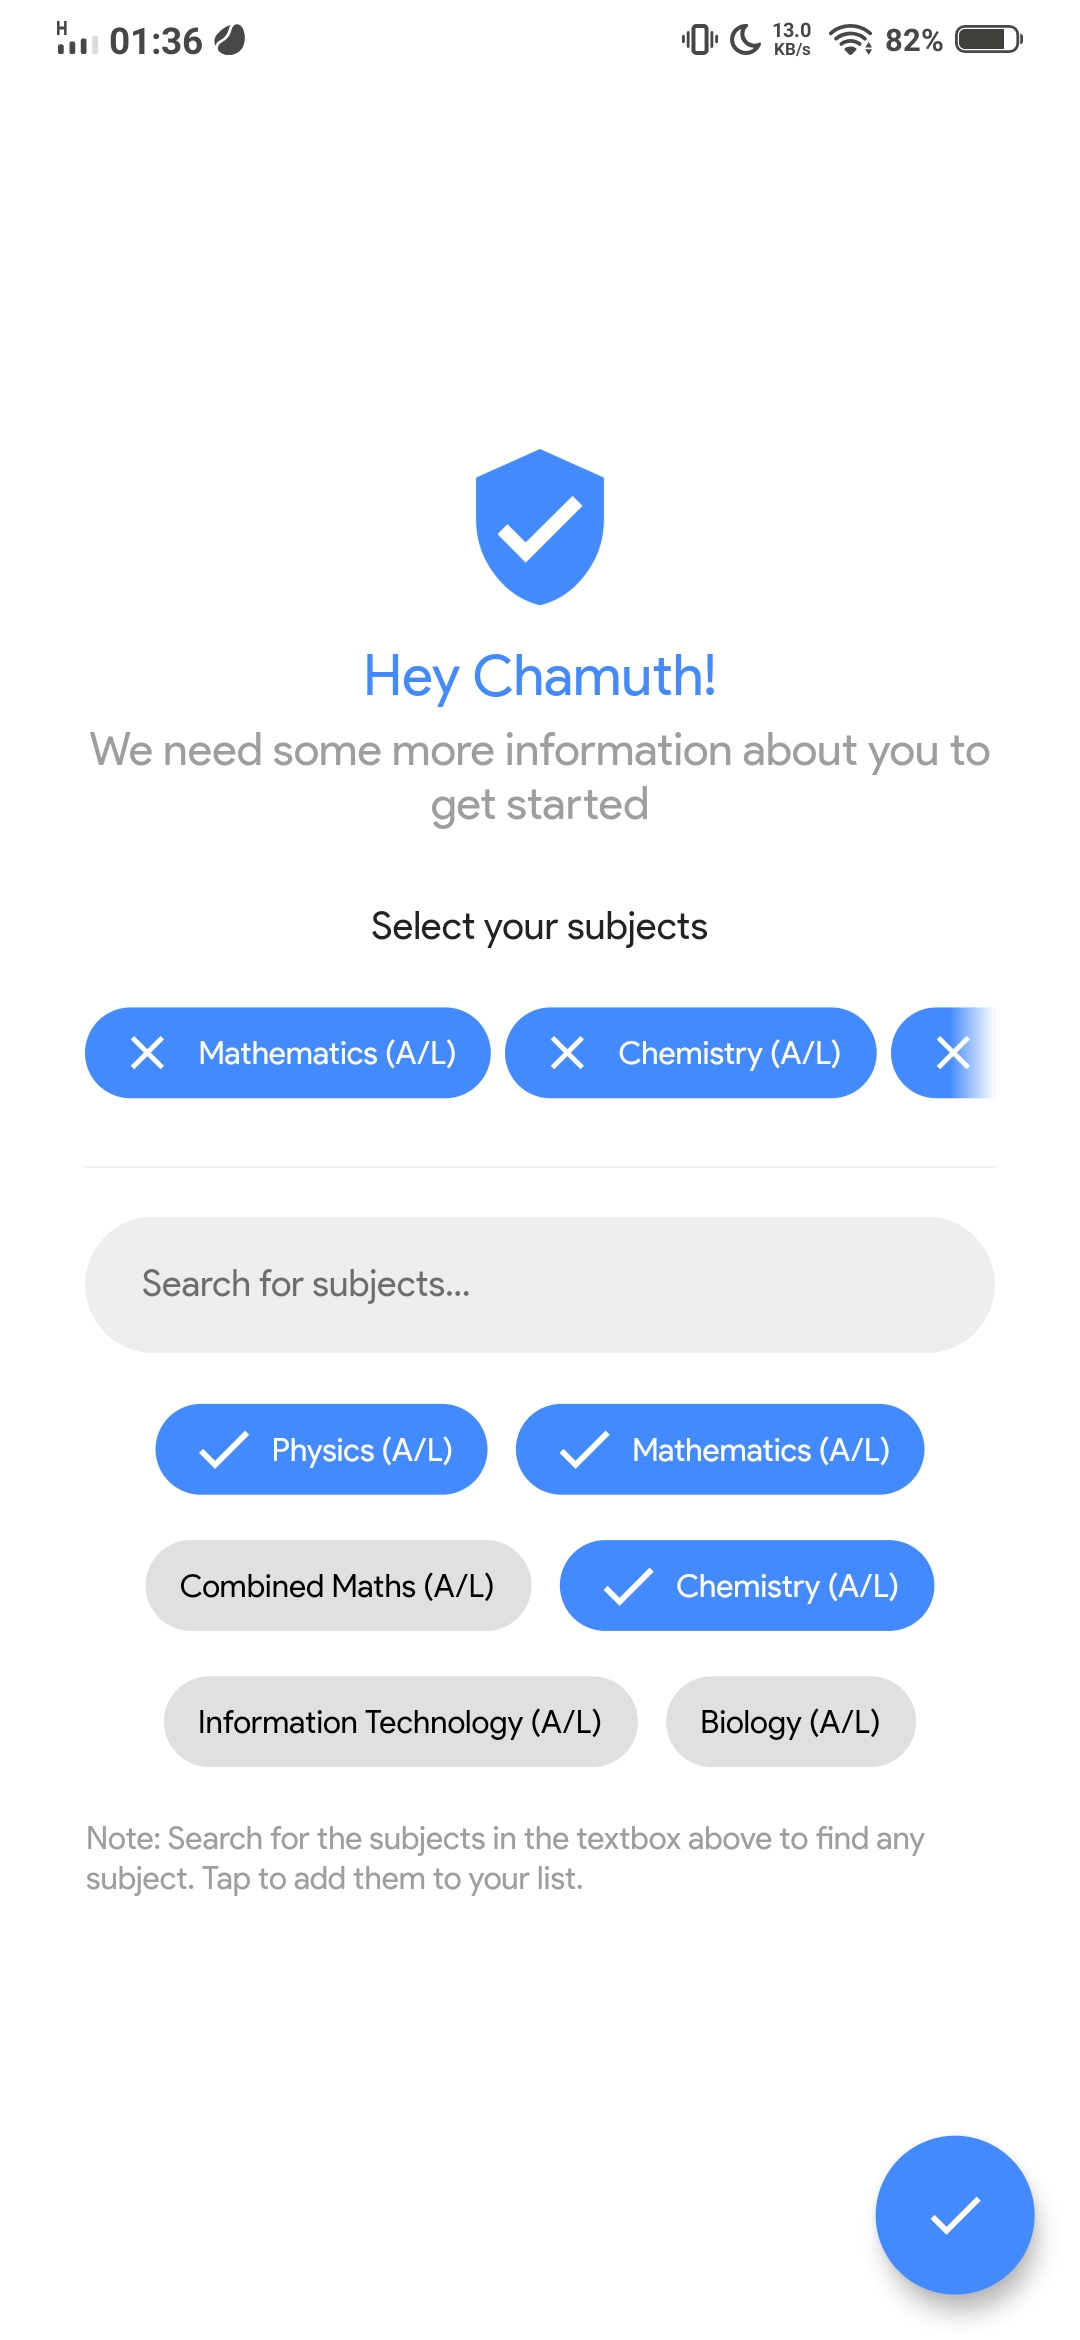 H 01:36 13.0 KB/s 82%
Hey Chamuth!
We need some more information about you to
get started
Select your subjects
Mathematics (A/L) Chemistry (A/L)
Search for subjects...
Physics (A/L) Mathematics (A/L)
Combined Maths (A/L) Chemistry (A/L)
Information Technology (A/L) Biology (A/L)
Note: Search for the subjects in the textbox above to find any
subject. Tap to add them to your list.